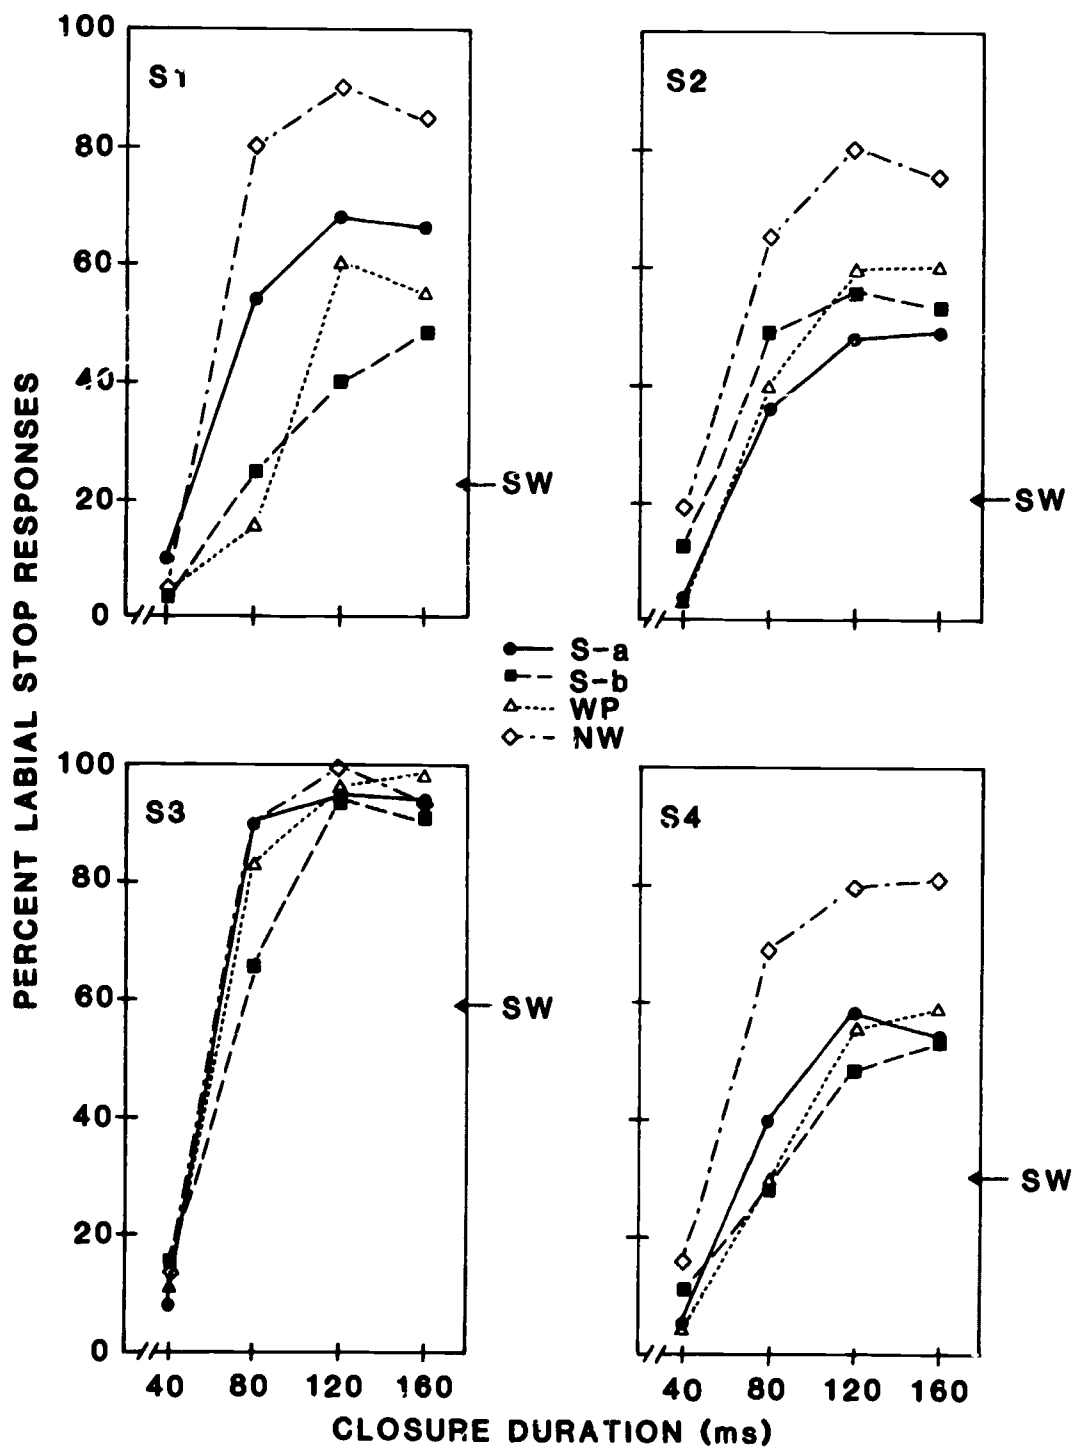 PERCENT LABIAL STOP RESPONSES
100
80
60
40
20
0
S1
SW
S2
SW
S-a
S-b
WP
NW
100
80
60
40
20
0
S3
SW
S4
SW
40 80 120 160
40 80 120 160
CLOSURE DURATION (ms)